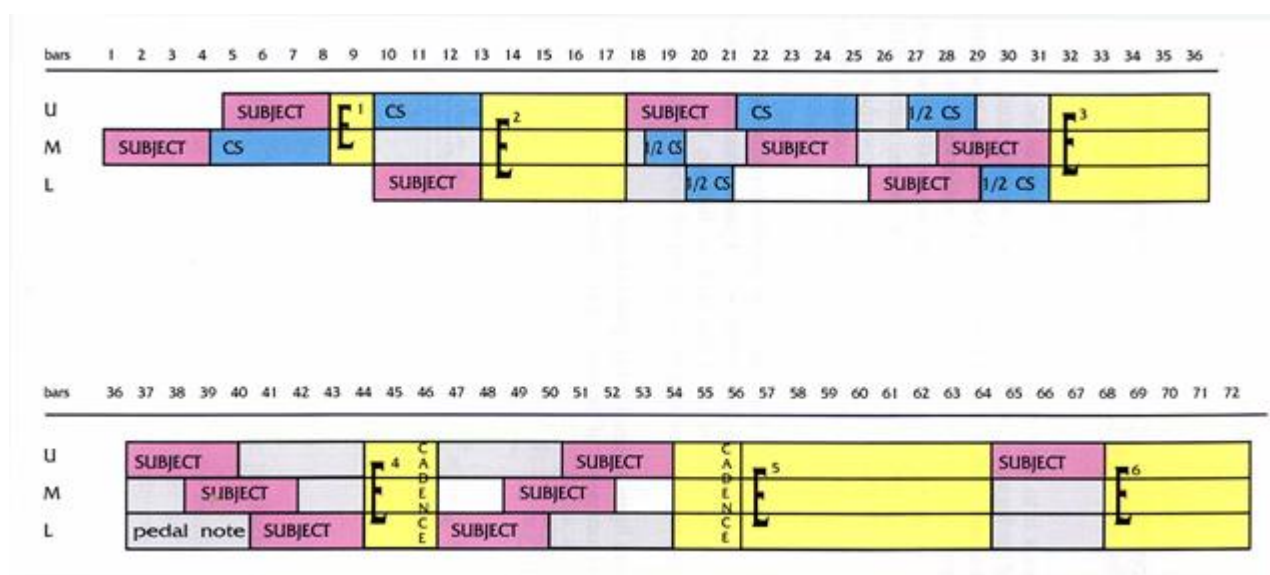 bars 1 2 3 4 5 6 7 8 9 10 11 12 13 14 15 16 17 18 19 20 21 22 23 24 25 26 27 28 29 30 31 32 33 34 35 36
U SUBJECT E 1 CS E 2 SUBJECT CS 1/2 CS E 3
M SUBJECT CS 1/2 CS SUBJECT SUBJECT
L SUBJECT 1/2 CS SUBJECT 1/2 CS
bars 36 37 38 39 40 41 42 43 44 45 46 47 48 49 50 51 52 53 54 55 56 57 58 59 60 61 62 63 64 65 66 67 68 69 70 71 72
U SUBJECT E 4 CADENCE SUBJECT CADENCE E 5 SUBJECT E 6
M SUBJECT SUBJECT
L pedal note SUBJECT SUBJECT